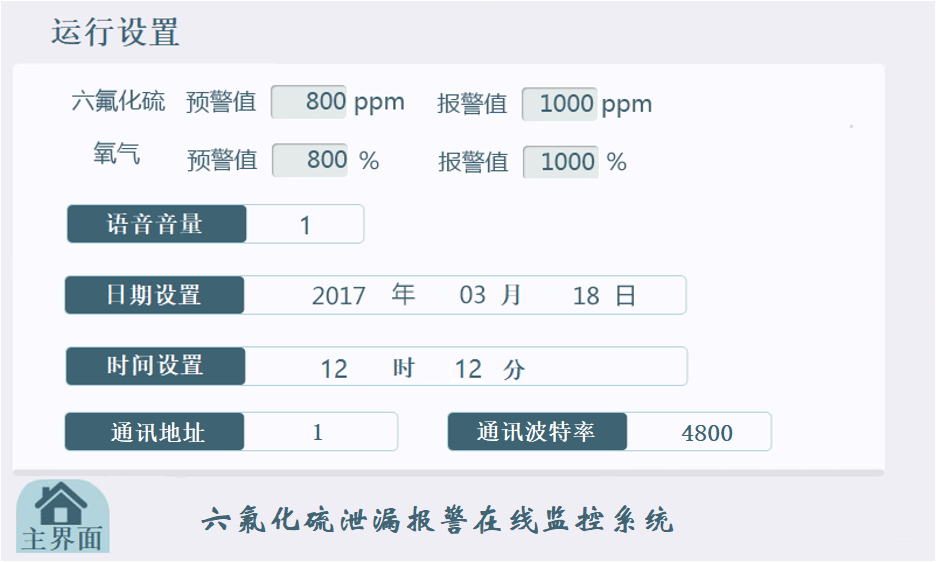 运行设置
六氟化硫 预警值 800 ppm 报警值 1000 ppm
氧气 预警值 800 % 报警值 1000 %
语音音量 1
日期设置 2017 年 03 月 18 日
时间设置 12 时 12 分
通讯地址 1 通讯波特率 4800
主界面 六氟化硫泄漏报警在线监控系统